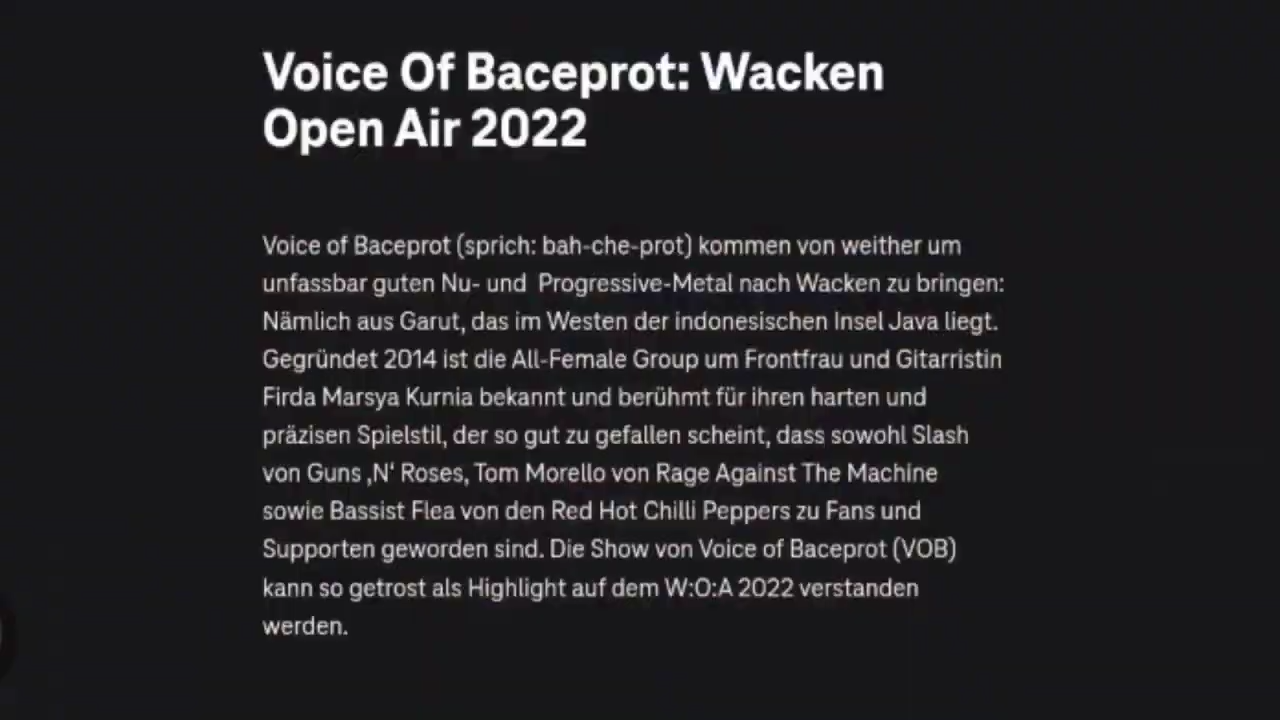 Voice Of Baceprot: Wacken
Open Air 2022
Voice of Baceprot (sprich: bah-che-prot) kommen von weither um
unfassbar guten Nu- und  Progressive-Metal nach Wacken zu bringen:
Nämlich aus Garut, das im Westen der indonesischen Insel Java liegt.
Gegründet 2014 ist die All-Female Group um Frontfrau und Gitarristin
Firda Marsya Kurnia bekannt und berühmt für ihren harten und
präzisen Spielstil, der so gut zu gefallen scheint, dass sowohl Slash
von Guns ‚N‘ Roses, Tom Morello von Rage Against The Machine
sowie Bassist Flea von den Red Hot Chilli Peppers zu Fans und
Supporten geworden sind. Die Show von Voice of Baceprot (VOB)
kann so getrost als Highlight auf dem W:O:A 2022 verstanden
werden.